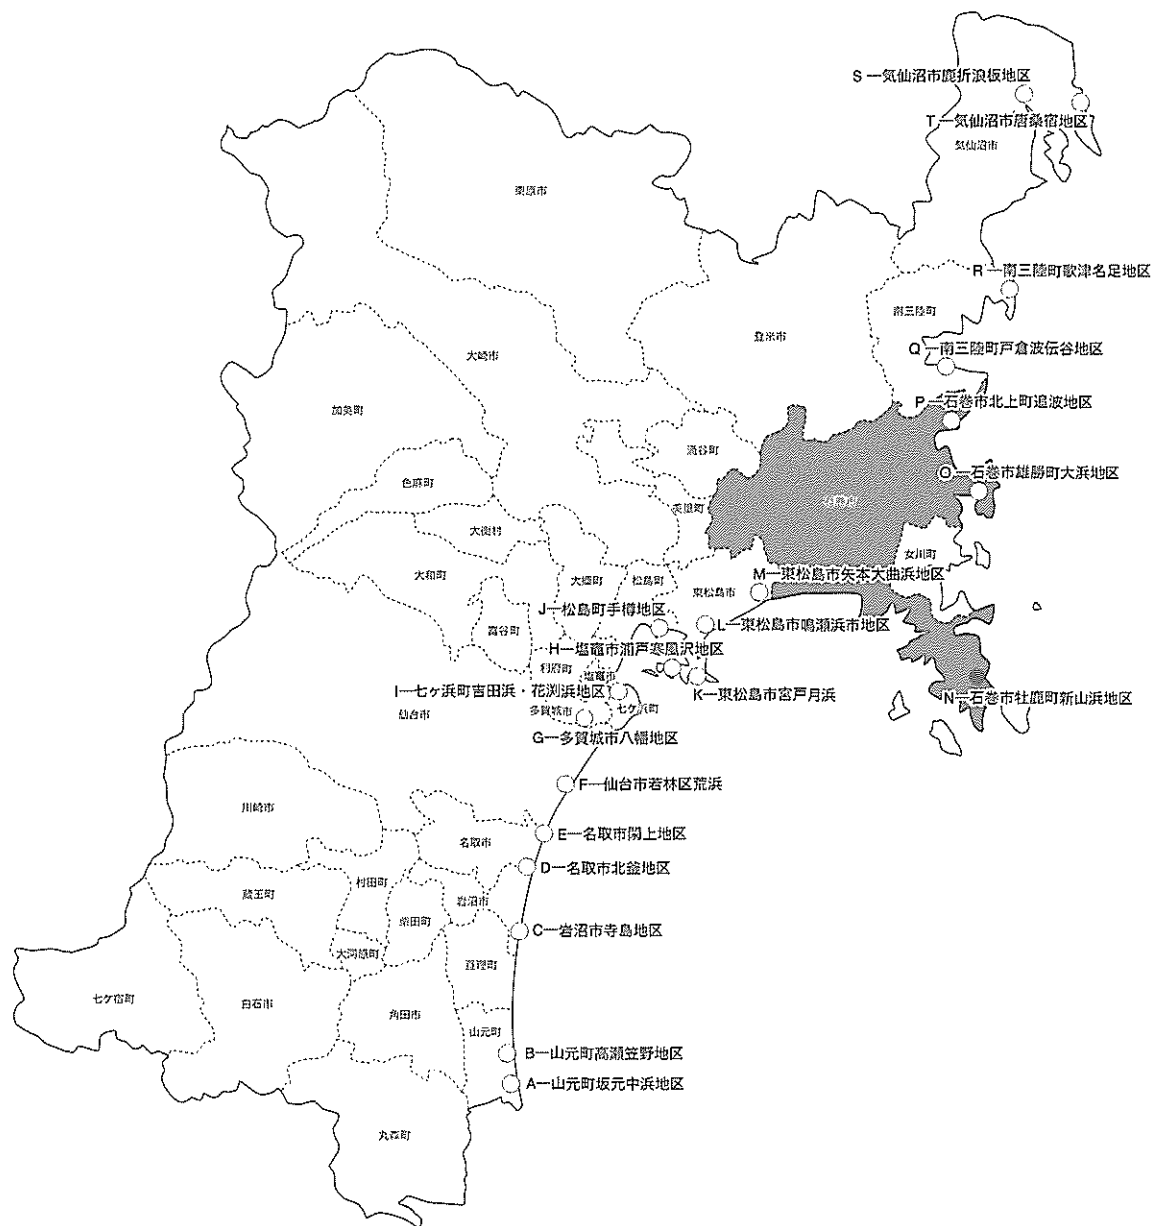 S―気仙沼市鹿折浪板地区
T―気仙沼市唐桑宿地区
気仙沼市
栗原市
R―南三陸町歌津名足地区
南三陸町
登米市
Q―南三陸町戸倉波伝谷地区
大崎市
P―石巻市北上町追波地区
加美町
涌谷町
O―石巻市雄勝町大浜地区
色麻町
石巻市
美里町
大衡村
女川町
大和町
大郷町
松島町
東松島市
M―東松島市矢本大曲浜地区
J―松島町手樽地区
L―東松島市鳴瀬浜市地区
富谷町
H―塩竈市浦戸寒風沢地区
利府町
塩竈市
I―七ヶ浜町吉田浜・花渕浜地区
K―東松島市宮戸月浜
N―石巻市牡鹿町新山浜地区
仙台市
多賀城市
七ケ浜町
G―多賀城市八幡地区
F―仙台市若林区荒浜
川崎市
E―名取市閖上地区
名取市
D―名取市北釜地区
村田町
蔵王町
岩沼市
柴田町
C―岩沼市寺島地区
大河原町
亘理町
七ケ宿町
白石市
角田市
山元町
B―山元町高瀬笠野地区
A―山元町坂元中浜地区
丸森町